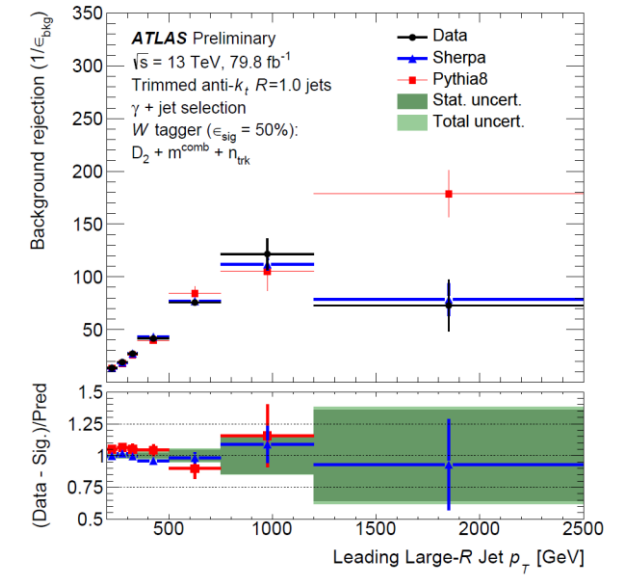 Background rejection (1/ϵ_bkg)
350
300
250
200
150
100
50
ATLAS Preliminary
√s = 13 TeV, 79.8 fb⁻¹
Trimmed anti-k_t R=1.0 jets
γ + jet selection
W tagger (ϵ_sig = 50%):
D₂ + m^comb + n_trk
Data
Sherpa
Pythia8
Stat. uncert.
Total uncert.
(Data - Sig.)/Pred
1.5
1.25
1
0.75
0.5
500 1000 1500 2000 2500
Leading Large-R Jet p_T [GeV]